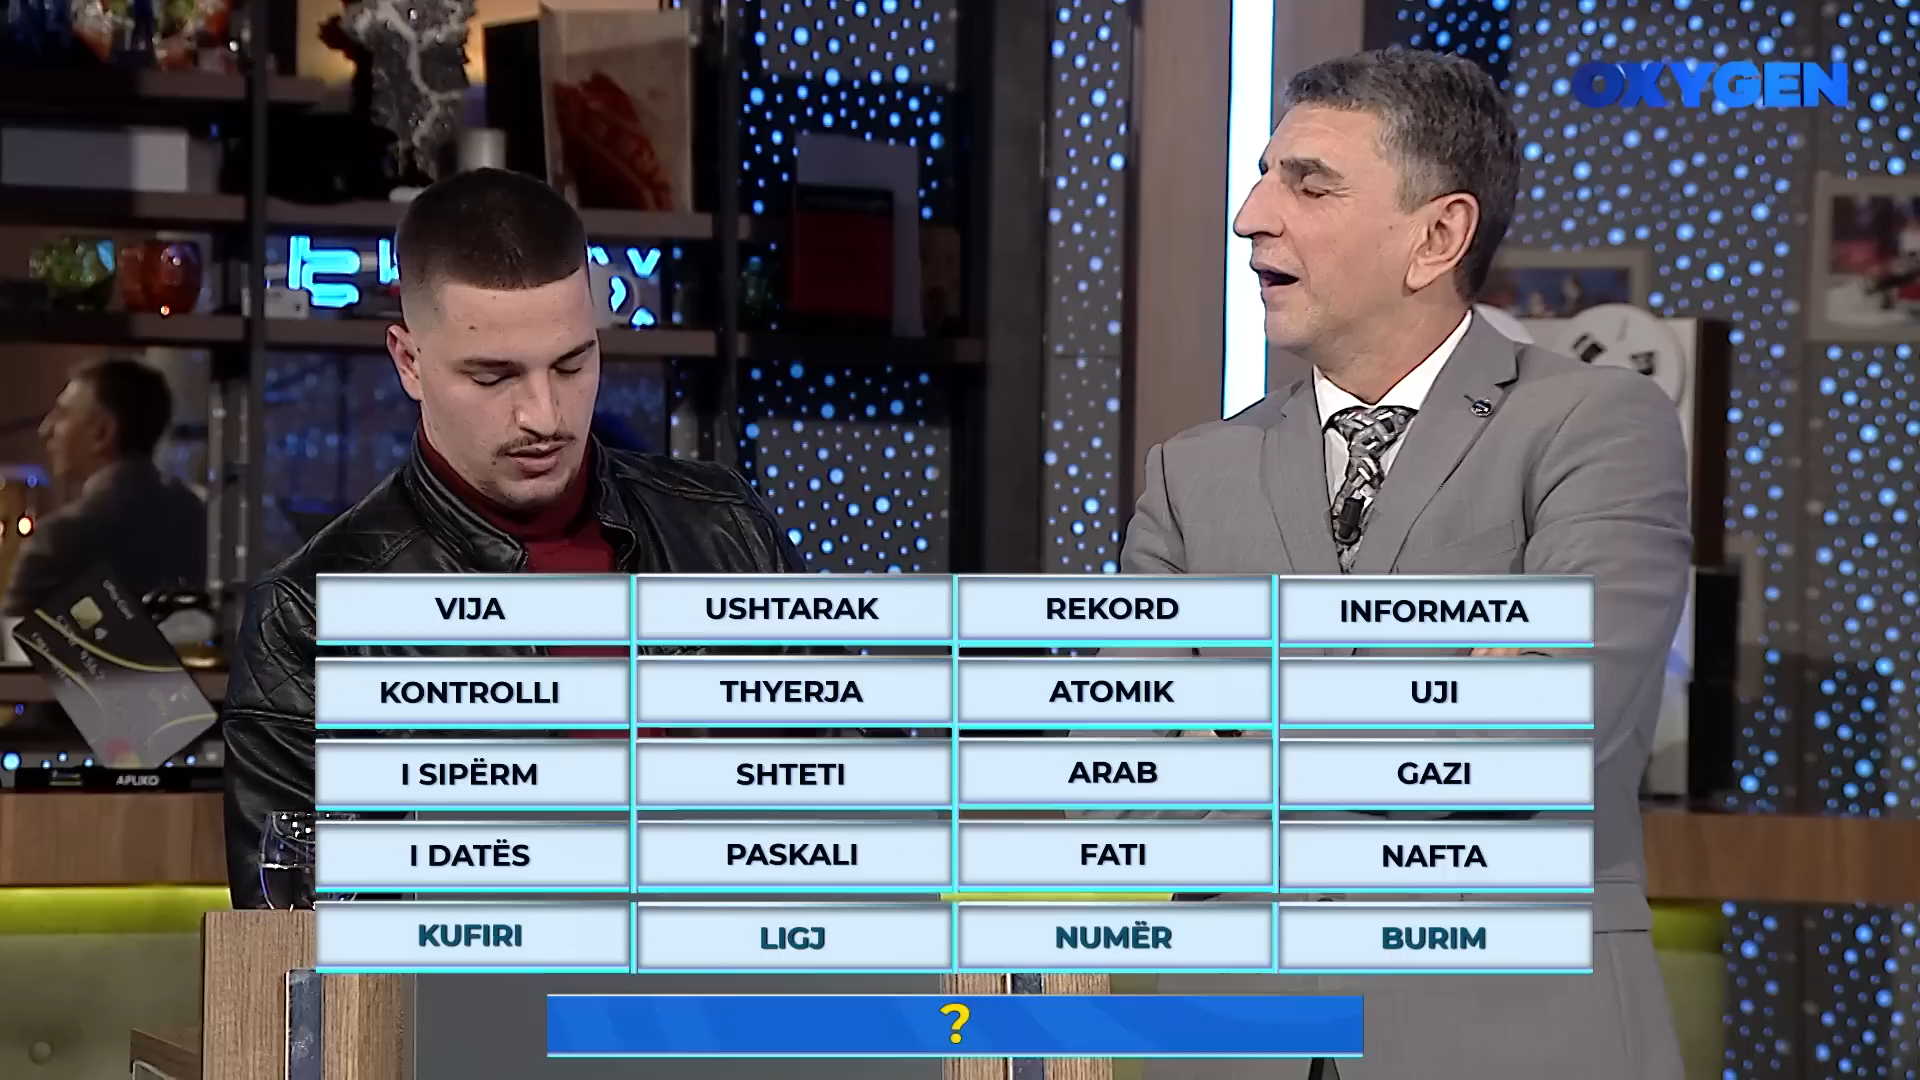 OXYGEN
VIJA USHTARAK REKORD INFORMATA
KONTROLLI THYERJA ATOMIK UJI
I SIPËRM SHTETI ARAB GAZI
I DATËS PASKALI FATI NAFTA
KUFIRI LIGJ NUMËR BURIM
?
APLIKO